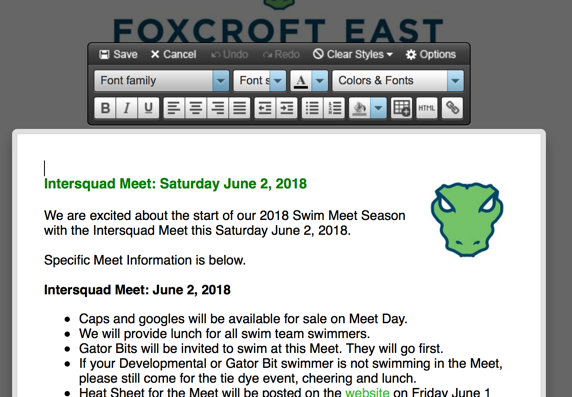 FOXCROFT EAST
Save Cancel Undo Redo Clear Styles Options
Font family Font s A Colors & Fonts
B I U HTML
Intersquad Meet: Saturday June 2, 2018
We are excited about the start of our 2018 Swim Meet Season
with the Intersquad Meet this Saturday June 2, 2018.
Specific Meet Information is below.
Intersquad Meet: June 2, 2018
Caps and googles will be available for sale on Meet Day.
We will provide lunch for all swim team swimmers.
Gator Bits will be invited to swim at this Meet. They will go first.
If your Developmental or Gator Bit swimmer is not swimming in the Meet,
please still come for the tie dye event, cheering and lunch.
Heat Sheet for the Meet will be posted on the website on Friday June 1